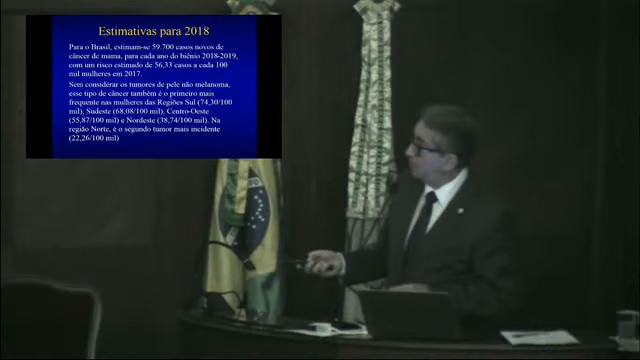 Estimativas para 2018
Para o Brasil, estimam-se 59.700 casos novos de
câncer de mama, para cada ano do biênio 2018-2019,
com um risco estimado de 56,33 casos a cada 100
mil mulheres em 2017.
Sem considerar os tumores de pele não melanoma,
esse tipo de câncer também é o primeiro mais
frequente nas mulheres das Regiões Sul (74,30/100
mil), Sudeste (68,08/100 mil), Centro-Oeste
(55,87/100 mil) e Nordeste (38,74/100 mil). Na
região Norte, é o segundo tumor mais incidente
(22,26/100 mil)